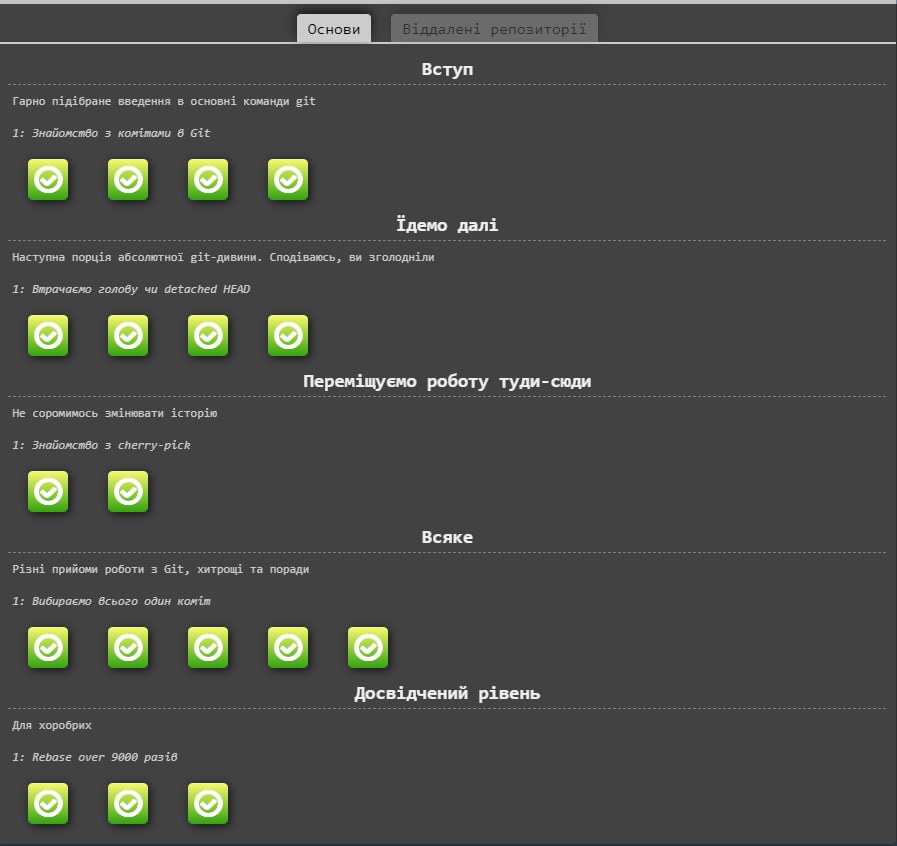 Основи Віддалені репозиторії
Вступ
Гарно підібране введення в основні команди git
1: Знайомство з комітами в Git
Їдемо далі
Наступна порція абсолютної git-дивини. Сподіваюсь, ви зголодніли
1: Втрачаємо голову чи detached HEAD
Переміщуємо роботу туди-сюди
Не соромимось змінювати історію
1: Знайомство з cherry-pick
Всяке
Різні прийоми роботи з Git, хитрощі та поради
1: Вибираємо всього один коміт
Досвідчений рівень
Для хоробрих
1: Rebase over 9000 разів